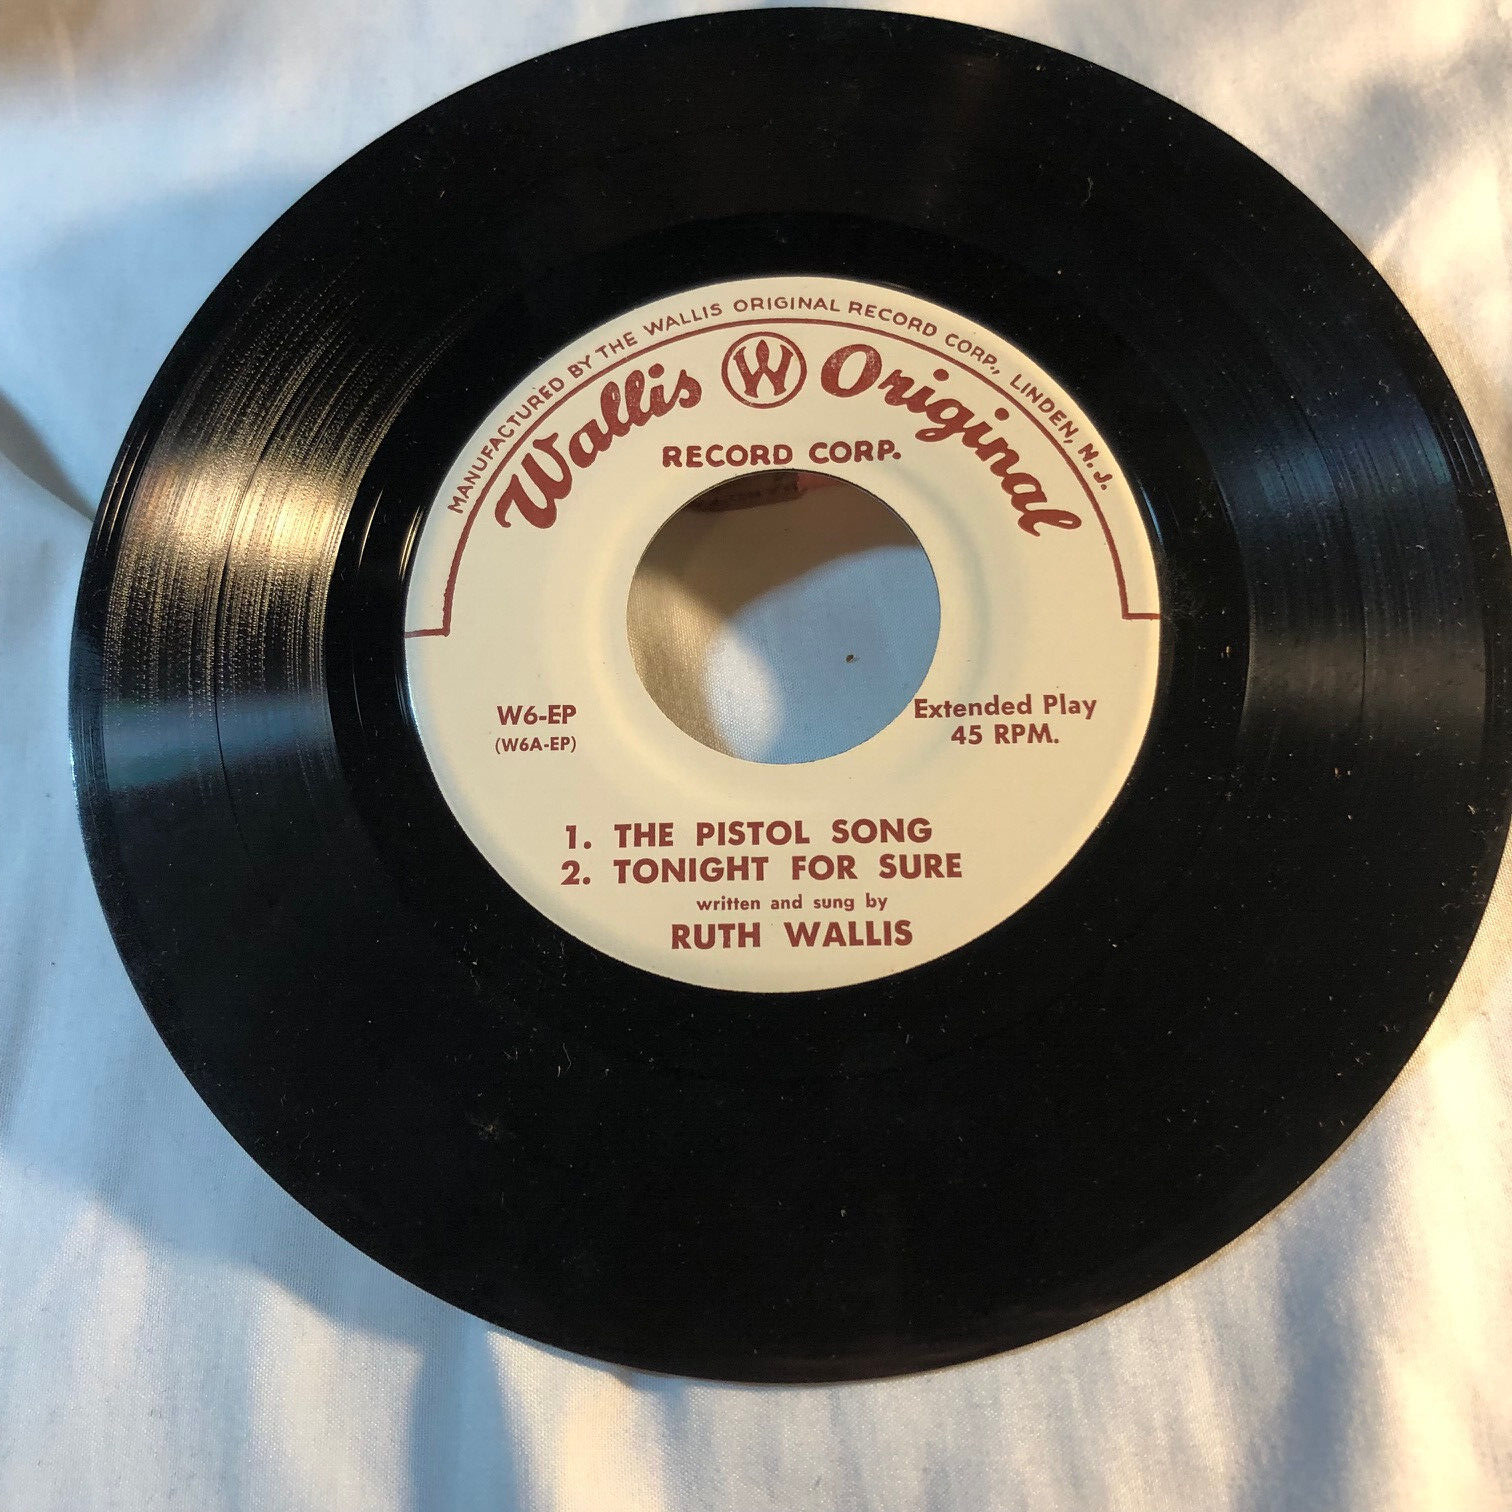 MANUFACTURED BY THE WALLIS ORIGINAL RECORD CORP., LINDEN, N.J.
Wallis W Original
RECORD CORP.
W6-EP
(W6A-EP)
Extended Play
45 RPM.
1. THE PISTOL SONG
2. TONIGHT FOR SURE
written and sung by
RUTH WALLIS